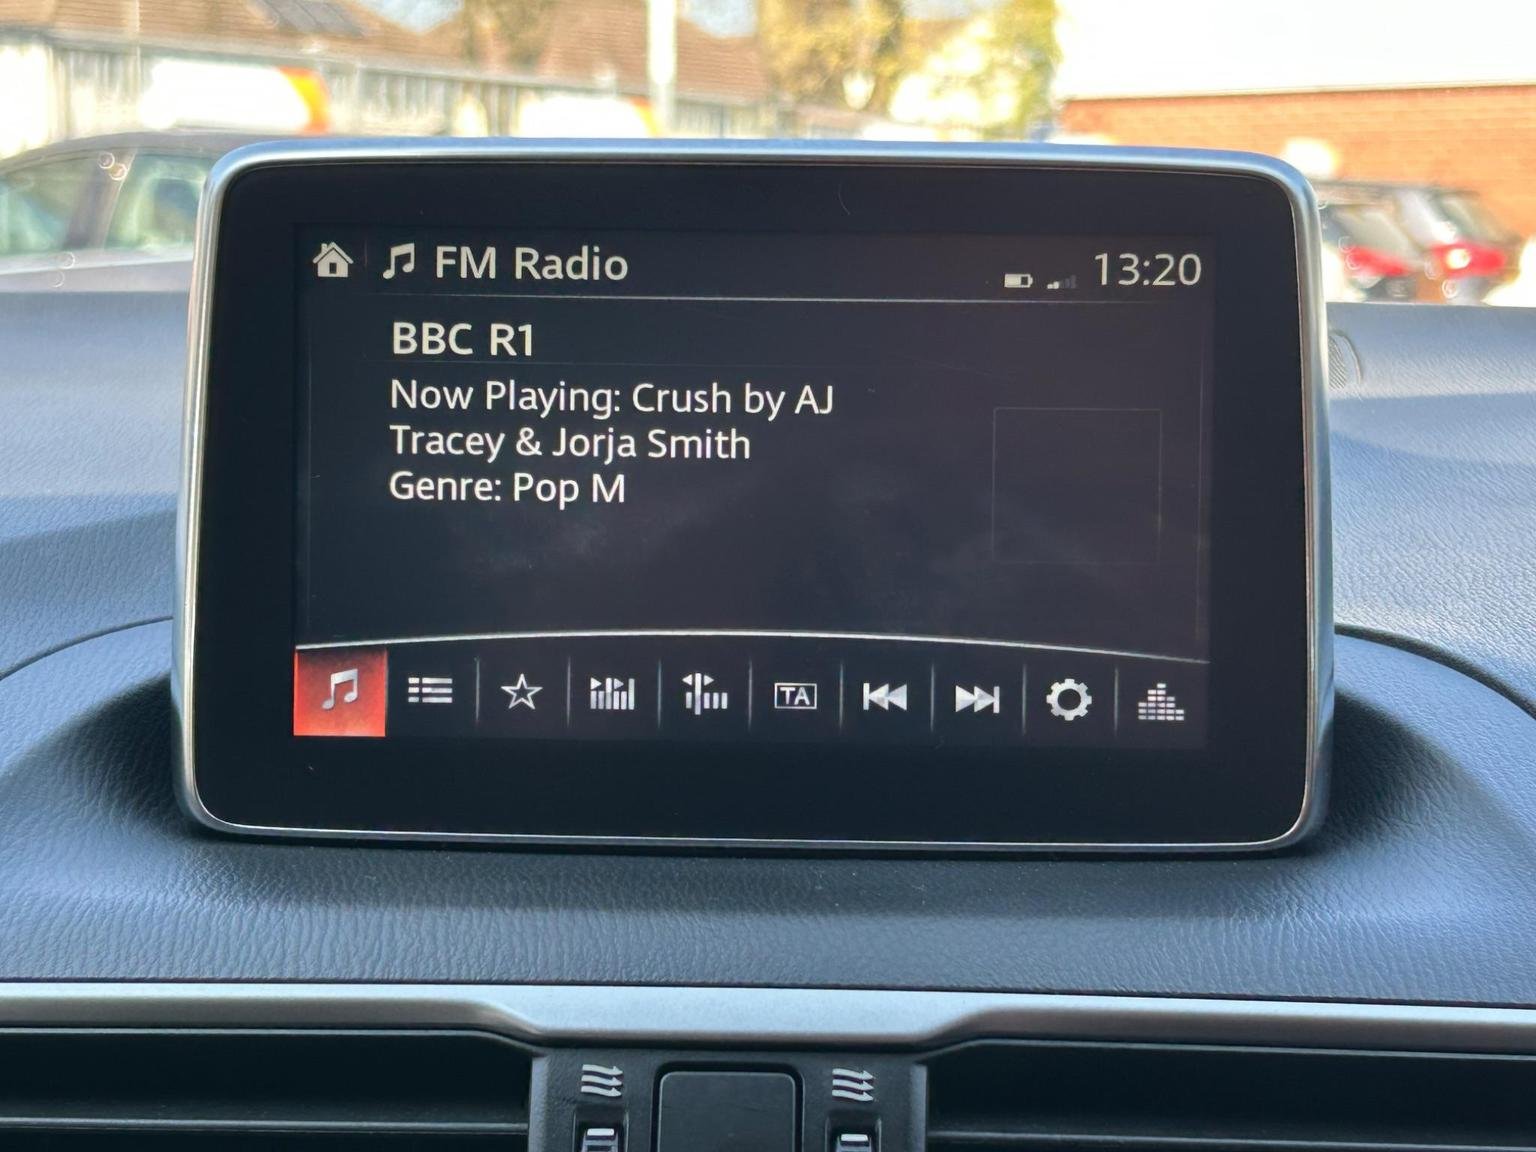 FM Radio
13:20
BBC R1
Now Playing: Crush by AJ
Tracey & Jorja Smith
Genre: Pop M
TA